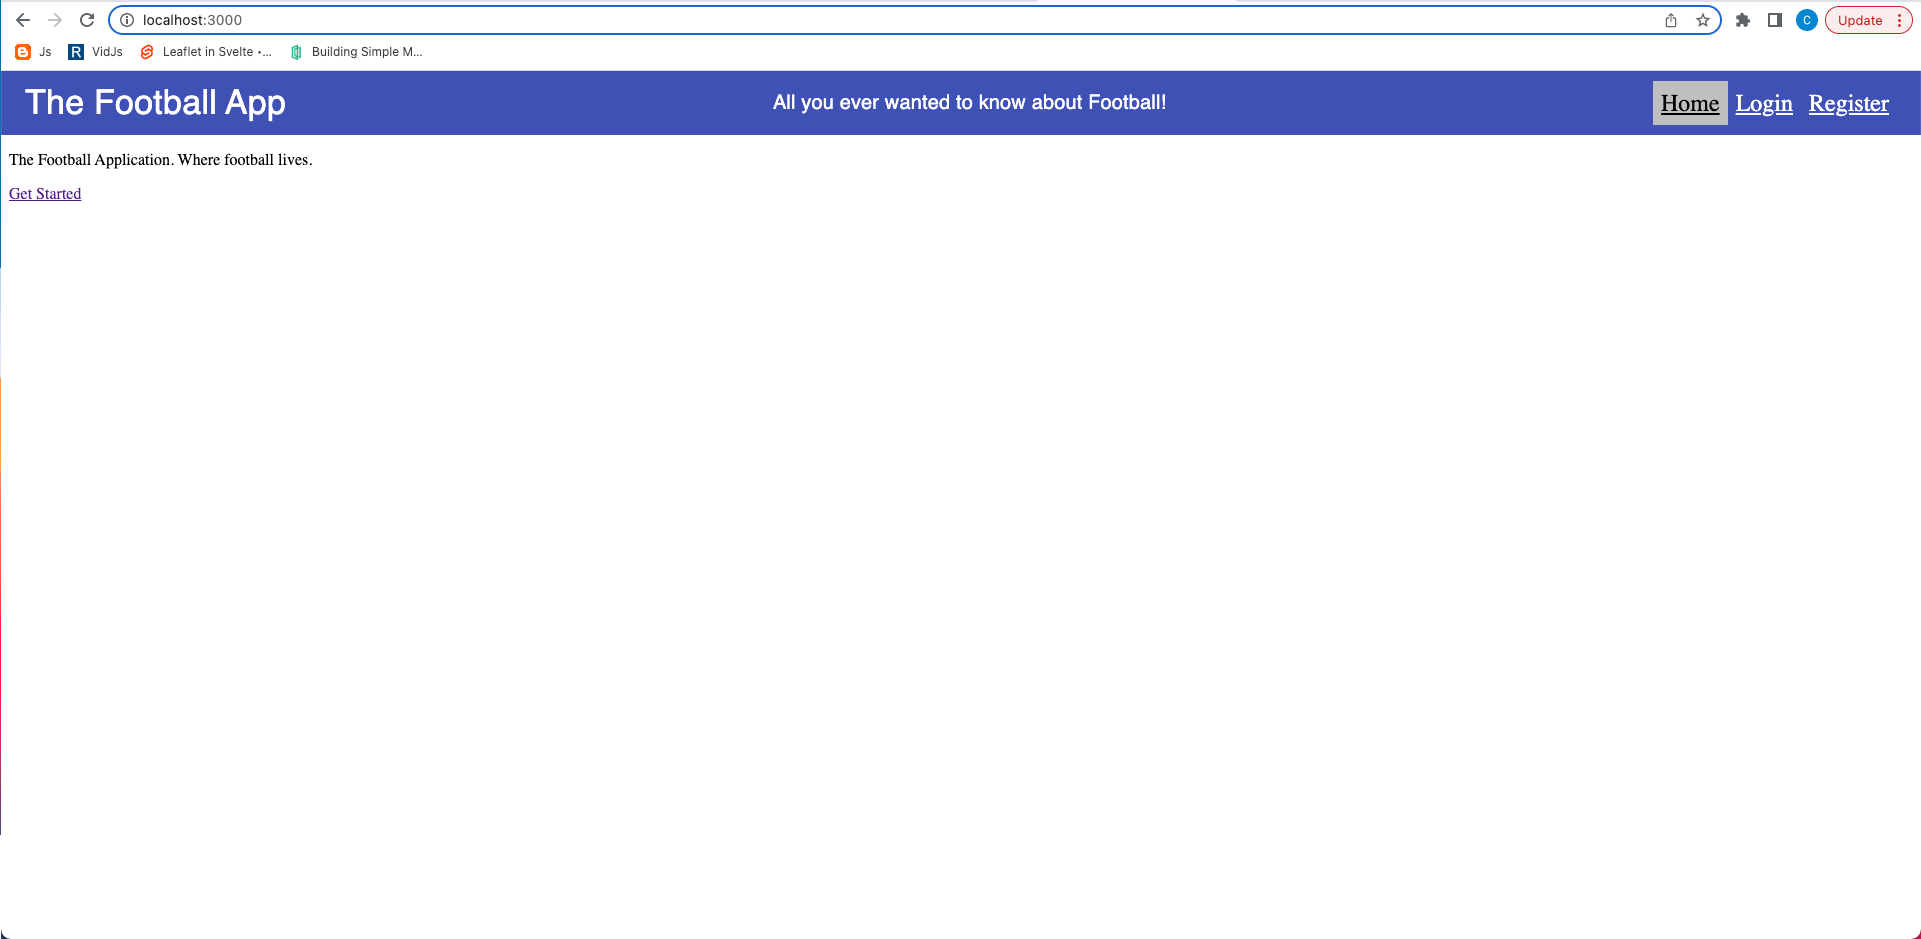 localhost:3000
C
Update
Js
R
VidJs
Leaflet in Svelte •...
Building Simple M...
The Football App
All you ever wanted to know about Football!
Home Login Register
The Football Application. Where football lives.
Get Started